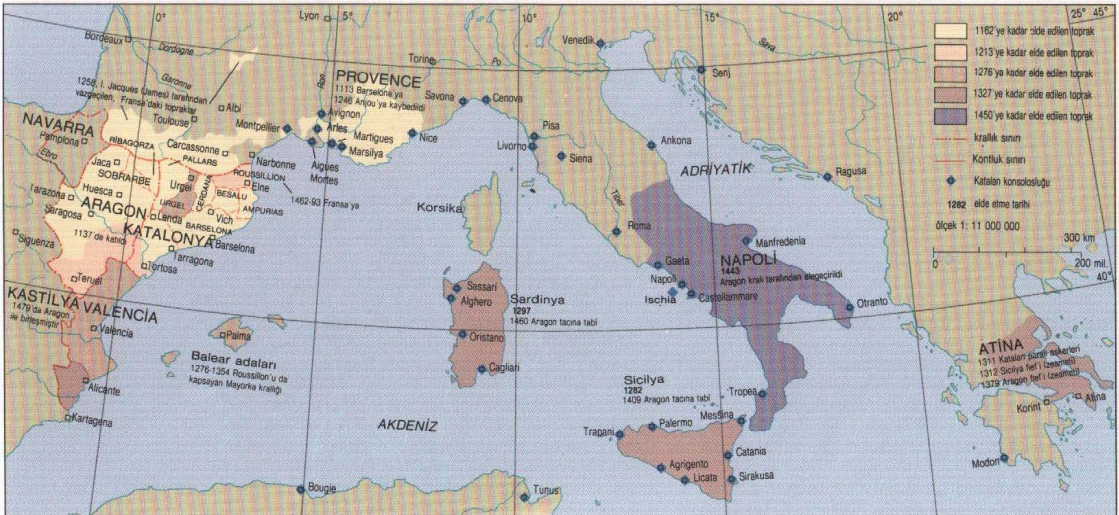 0°
5°
10°
15°
20°
25°
45°
Lyon
Bordeaux
Dordogne
Garonne
Torino
Po
Venedik
Sava
Senj
1258, I. Jacques (James) tarafından
vazgeçilen, Fransa'daki topraklar
Albi
Toulouse
Ron
PROVENCE
1113 Barselona'ya
1246 Anjou'ya kaybedildi
Savona
Cenova
Avignon
Montpellier
Arles
Martigues
Marsilya
Nice
Aigues
Mortes
Pisa
Livorno
Siena
Ankona
ADRİYATİK
Ragusa
NAVARRA
Pamplona
Ebro
RİBAGORZA
Carcassonne
PALLARS
Narbonne
Jaca
SOBRARBE
Urgel
CERDANA
ROUSSILLION
Eine
1462-93 Fransa'ya
Huesca
URGEL
BESALU
AMPURIAS
Tarazona
ARAGON
Vich
Saragosa
Lerida
BARSELONA
1137'de katıldı
KATALONYA
Barselona
Siguenza
Tarragona
Tortosa
Teruel
KASTİLYA
1479'da Aragon
ile birleşmiştir
VALENCİA
Valencia
Palma
Balear adaları
1276-1354 Roussillon'u da
kapsayan Mayorka krallığı
Alicante
Kartagena
AKDENİZ
Bougie
Tunus
Korsika
Tiber
Roma
Gaeta
Napoli
Ischia
Castellammare
Manfredenia
NAPOLİ
1443
Aragon kralı tarafından elegeçirildi
Otranto
Sassari
Alghero
Oristano
Cagliari
Sardinya
1297
1460 Aragon tacına tabi
Sicilya
1282
1409 Aragon tacına tabi
Tropea
Messina
Trapani
Palermo
Catania
Agrigento
Licata
Sirakusa
ATİNA
1311 Katalan paralı askerleri
1312 Sicilya fief'i (zeameti)
1379 Aragon fief'i (zeameti)
Korint
Atina
Modon
1162'ye kadar elde edilen toprak
1213'ye kadar elde edilen toprak
1276'ya kadar elde edilen toprak
1327'ye kadar elde edilen toprak
1450'ye kadar elde edilen toprak
krallık sınırı
Kontluk sınırı
Katalan konsolosluğu
1282 elde etme tarihi
ölçek 1: 11 000 000
300 km
0
200 mil.
40°